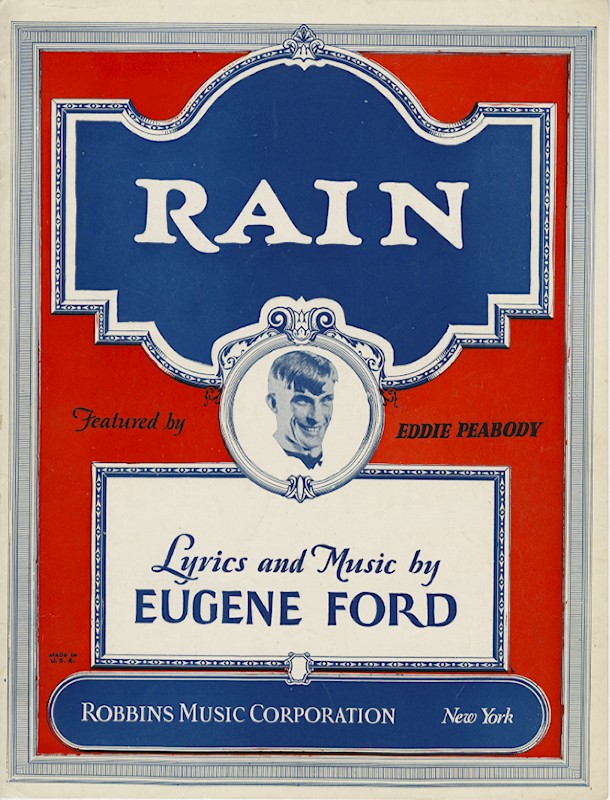 RAIN
Featured by
EDDIE PEABODY
Lyrics and Music by
EUGENE FORD
MADE IN
U. S. A.
ROBBINS MUSIC CORPORATION New York